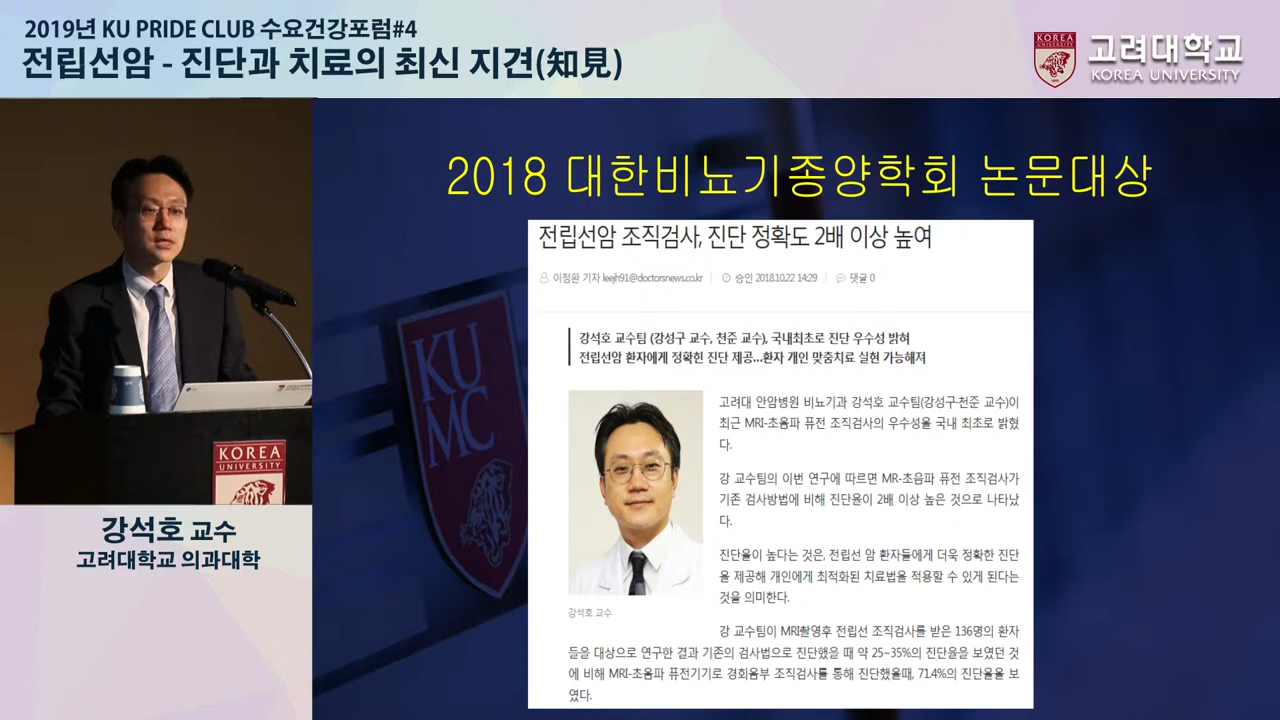 2019년 KU PRIDE CLUB 수요건강포럼#4
전립선암 - 진단과 치료의 최신 지견(知見)
KOREA
고려대학교
KOREA UNIVERSITY
2018 대한비뇨기종양학회 논문대상
전립선암 조직검사, 진단 정확도 2배 이상 높여
이정환 기자 leejh91@doctorsnews.co.kr | 승인 2018.10.22 14:29 | 댓글 0
강석호 교수팀 (강성구 교수, 천준 교수), 국내최초로 진단 우수성 밝혀
전립선암 환자에게 정확한 진단 제공...환자 개인 맞춤치료 실현 가능해져
고려대 안암병원 비뇨기과 강석호 교수팀(강성구천준 교수)이
최근 MRI-초음파 퓨전 조직검사의 우수성을 국내 최초로 밝혔
다.
강 교수팀의 이번 연구에 따르면 MR-초음파 퓨전 조직검사가
기존 검사방법에 비해 진단율이 2배 이상 높은 것으로 나타났
다.
진단율이 높다는 것은, 전립선 암 환자들에게 더욱 정확한 진단
을 제공해 개인에게 최적화된 치료법을 적용할 수 있게 된다는
것을 의미한다.
강석호 교수
강 교수팀이 MRI촬영후 전립선 조직검사를 받은 136명의 환자
들을 대상으로 연구한 결과 기존의 검사법으로 진단했을 때 약 25~35%의 진단율을 보였던 것
에 비해 MRI-초음파 퓨전기기로 경회음부 조직검사를 통해 진단했을때, 71.4%의 진단율을 보
였다.
KU
MC
KOREA
UNIVERSITY
강석호 교수
고려대학교 의과대학